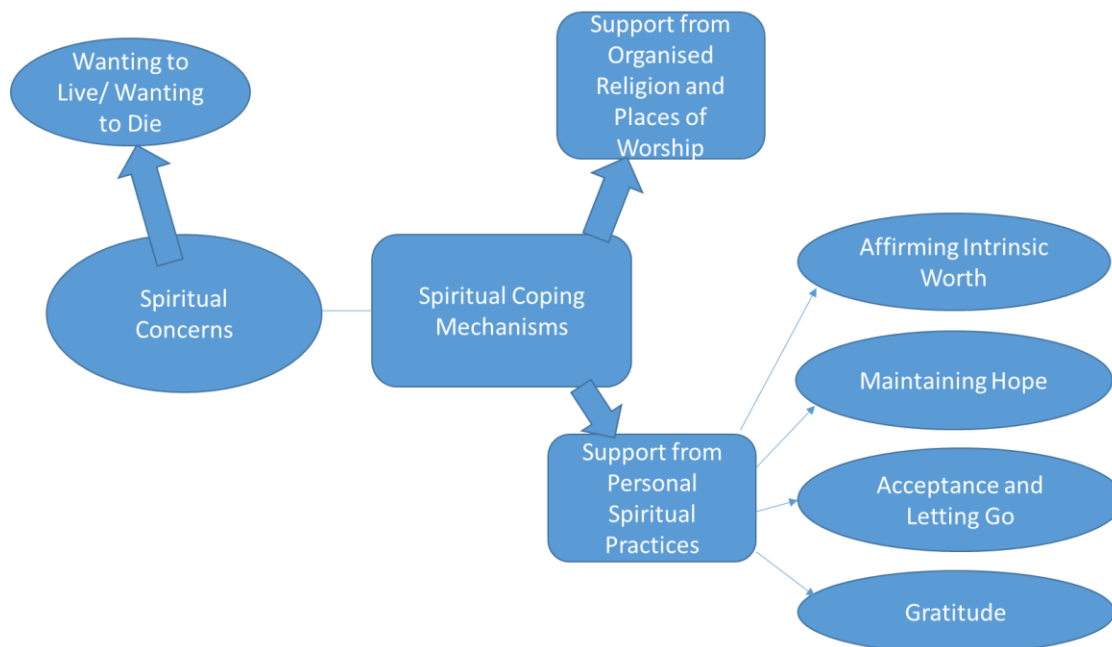 Wanting to
Live/ Wanting
to Die
Support from
Organised
Religion and
Places of
Worship
Spiritual
Concerns
Spiritual Coping
Mechanisms
Affirming Intrinsic
Worth
Maintaining Hope
Support from
Personal
Spiritual
Practices
Acceptance and
Letting Go
Gratitude